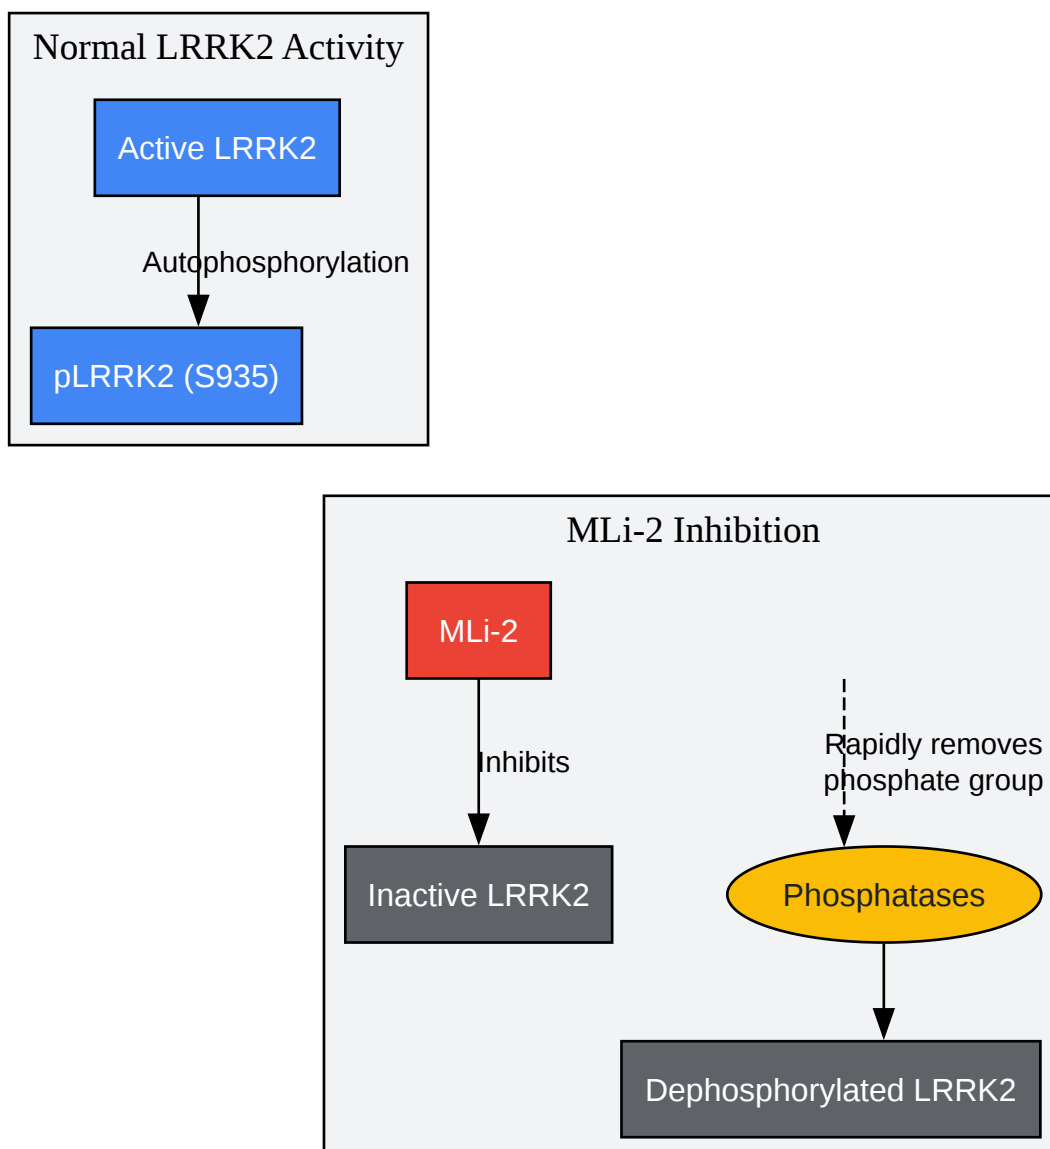 Normal LRRK2 Activity
Active LRRK2
Autophosphorylation
pLRRK2 (S935)
MLi-2 Inhibition
MLi-2
Inhibits
Rapidly removes
phosphate group
Inactive LRRK2
Phosphatases
Dephosphorylated LRRK2